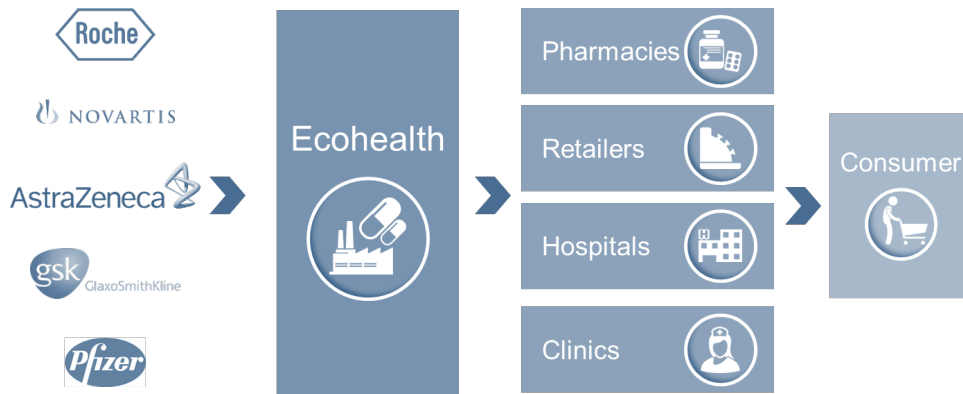 Roche
NOVARTIS
AstraZeneca
gsk
GlaxoSmithKline
Pfizer
Ecohealth
Pharmacies
Retailers
Hospitals
H
Clinics
Consumer